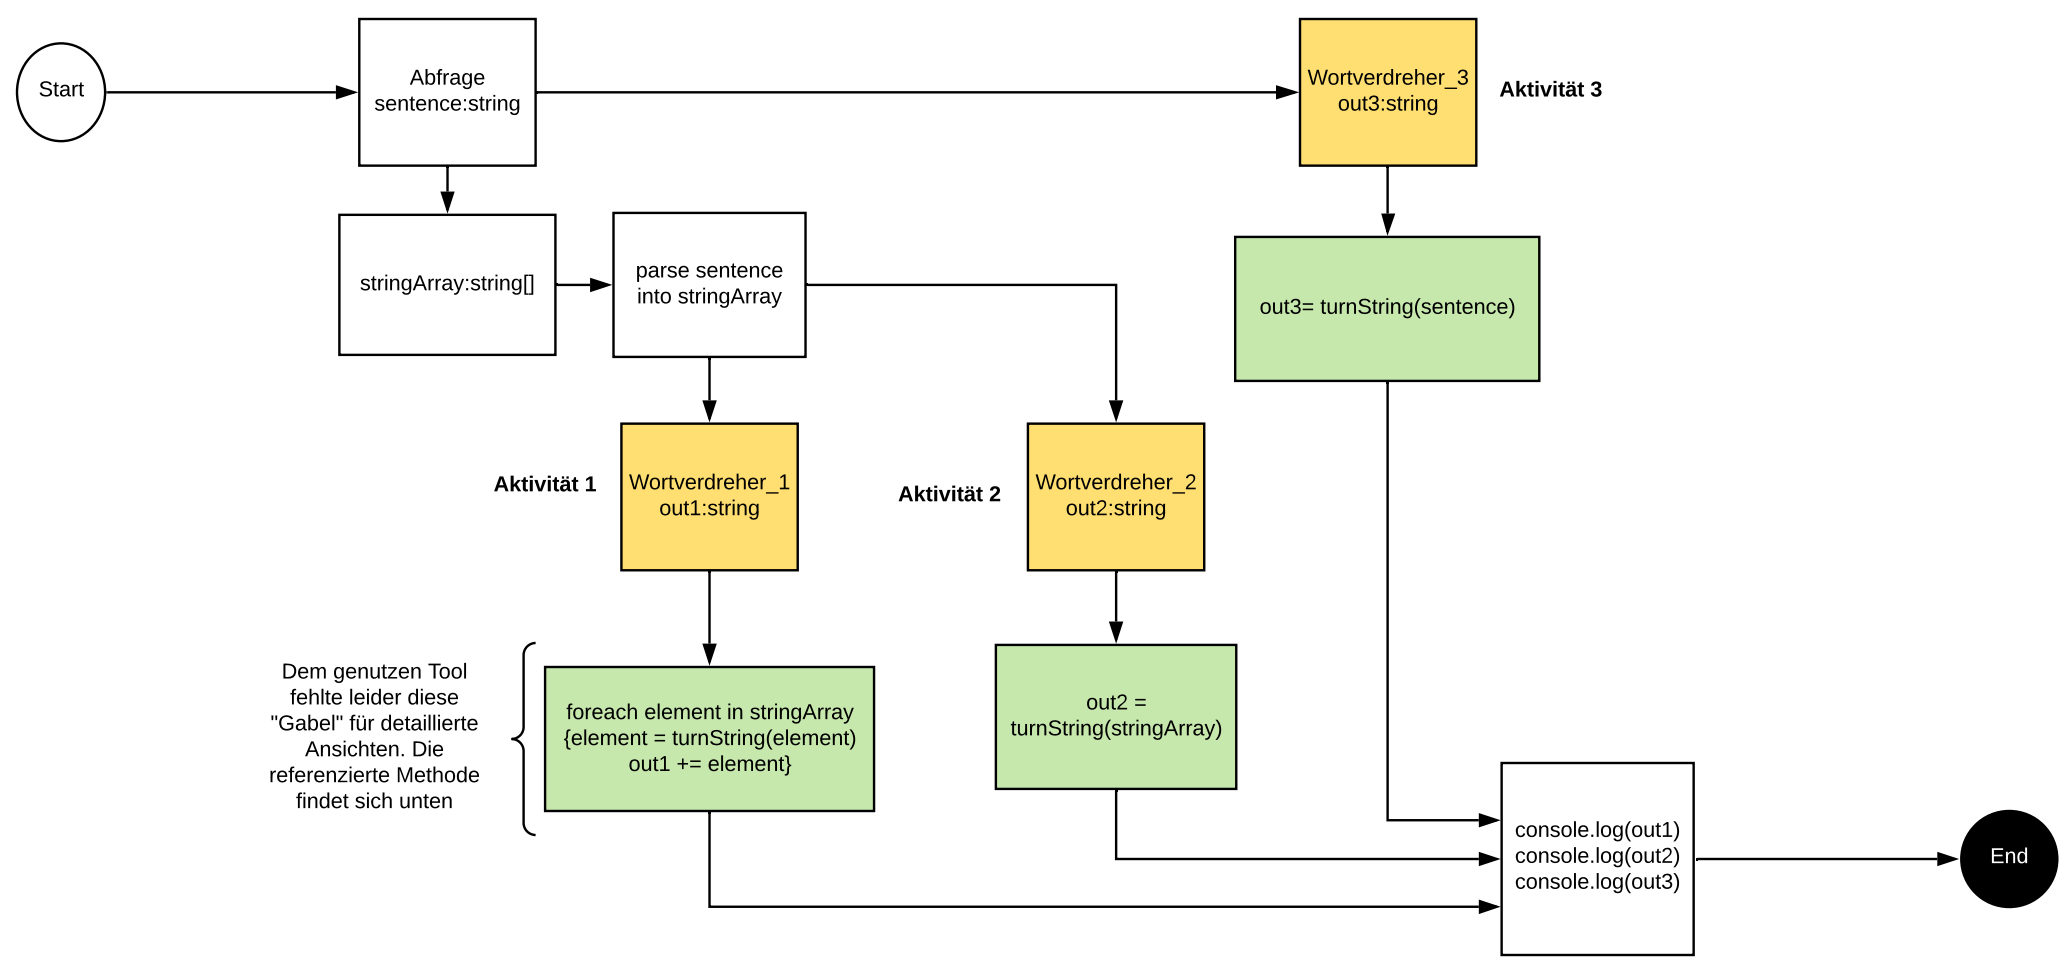 Start
Abfrage
sentence:string
Wortverdreher_3
out3:string
Aktivität 3
stringArray:string[]
parse sentence
into stringArray
out3= turnString(sentence)
Aktivität 1
Wortverdreher_1
out1:string
Aktivität 2
Wortverdreher_2
out2:string
Dem genutzen Tool
fehlte leider diese
"Gabel" für detaillierte
Ansichten. Die
referenzierte Methode
findet sich unten
foreach element in stringArray
{element = turnString(element)
out1 += element}
out2 =
turnString(stringArray)
console.log(out1)
console.log(out2)
console.log(out3)
End